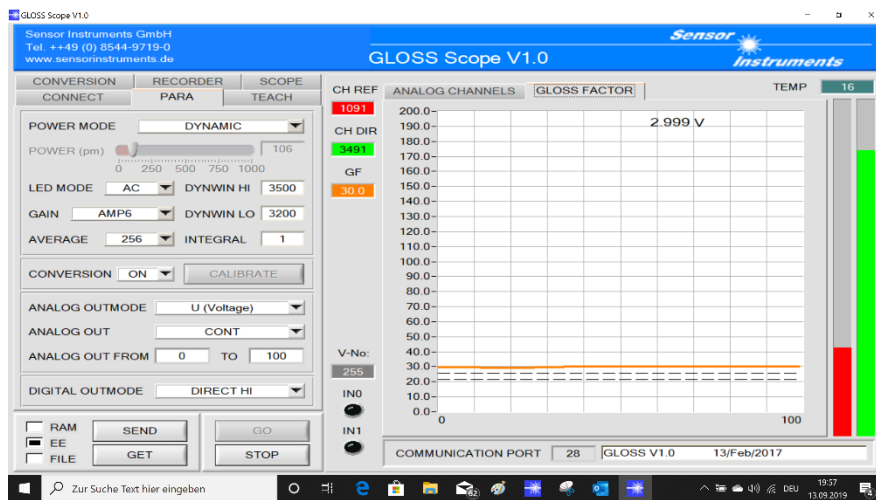 GLOSS Scope V1.0
Sensor Instruments GmbH
Tel. ++49 (0) 8544-9719-0
www.sensorinstruments.de
GLOSS Scope V1.0
Sensor
Instruments
CONVERSION RECORDER SCOPE
CONNECT PARA TEACH
POWER MODE DYNAMIC
POWER (pm) 106
0 250 500 750 1000
LED MODE AC DYNWIN HI 3500
GAIN AMP6 DYNWIN LO 3200
AVERAGE 256 INTEGRAL 1
CONVERSION ON CALIBRATE
ANALOG OUTMODE U (Voltage)
ANALOG OUT CONT
ANALOG OUT FROM 0 TO 100
DIGITAL OUTMODE DIRECT HI
RAM
EE
FILE
SEND GO
GET STOP
CH REF
1091
CH DIR
3491
GF
30.0
V-No:
255
IN0
IN1
ANALOG CHANNELS GLOSS FACTOR TEMP 16
2.999 V
200.0
190.0
180.0
170.0
160.0
150.0
140.0
130.0
120.0
110.0
100.0
90.0
80.0
70.0
60.0
50.0
40.0
30.0
20.0
10.0
0.0
0 100
COMMUNICATION PORT 28 GLOSS V1.0 13/Feb/2017
Zur Suche Text hier eingeben
62
DEU
19:57
13.09.2019